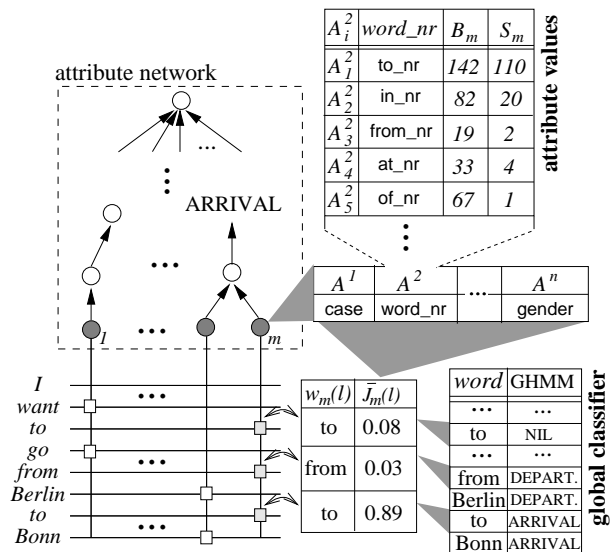 A_i^2 word_nr B_m S_m
A_1^2 to_nr 142 110
A_2^2 in_nr 82 20
A_3^2 from_nr 19 2
A_4^2 at_nr 33 4
A_5^2 of_nr 67 1
attribute values
attribute network
...
ARRIVAL
A^1 A^2 ... A^n
case word_nr gender
1 m
I
want
to
go
from
Berlin
to
Bonn
w_m(l) J̄_m(l)
to 0.08
from 0.03
to 0.89
word GHMM
... ...
to NIL
... ...
from DEPART.
Berlin DEPART.
to ARRIVAL
Bonn ARRIVAL
global classifier